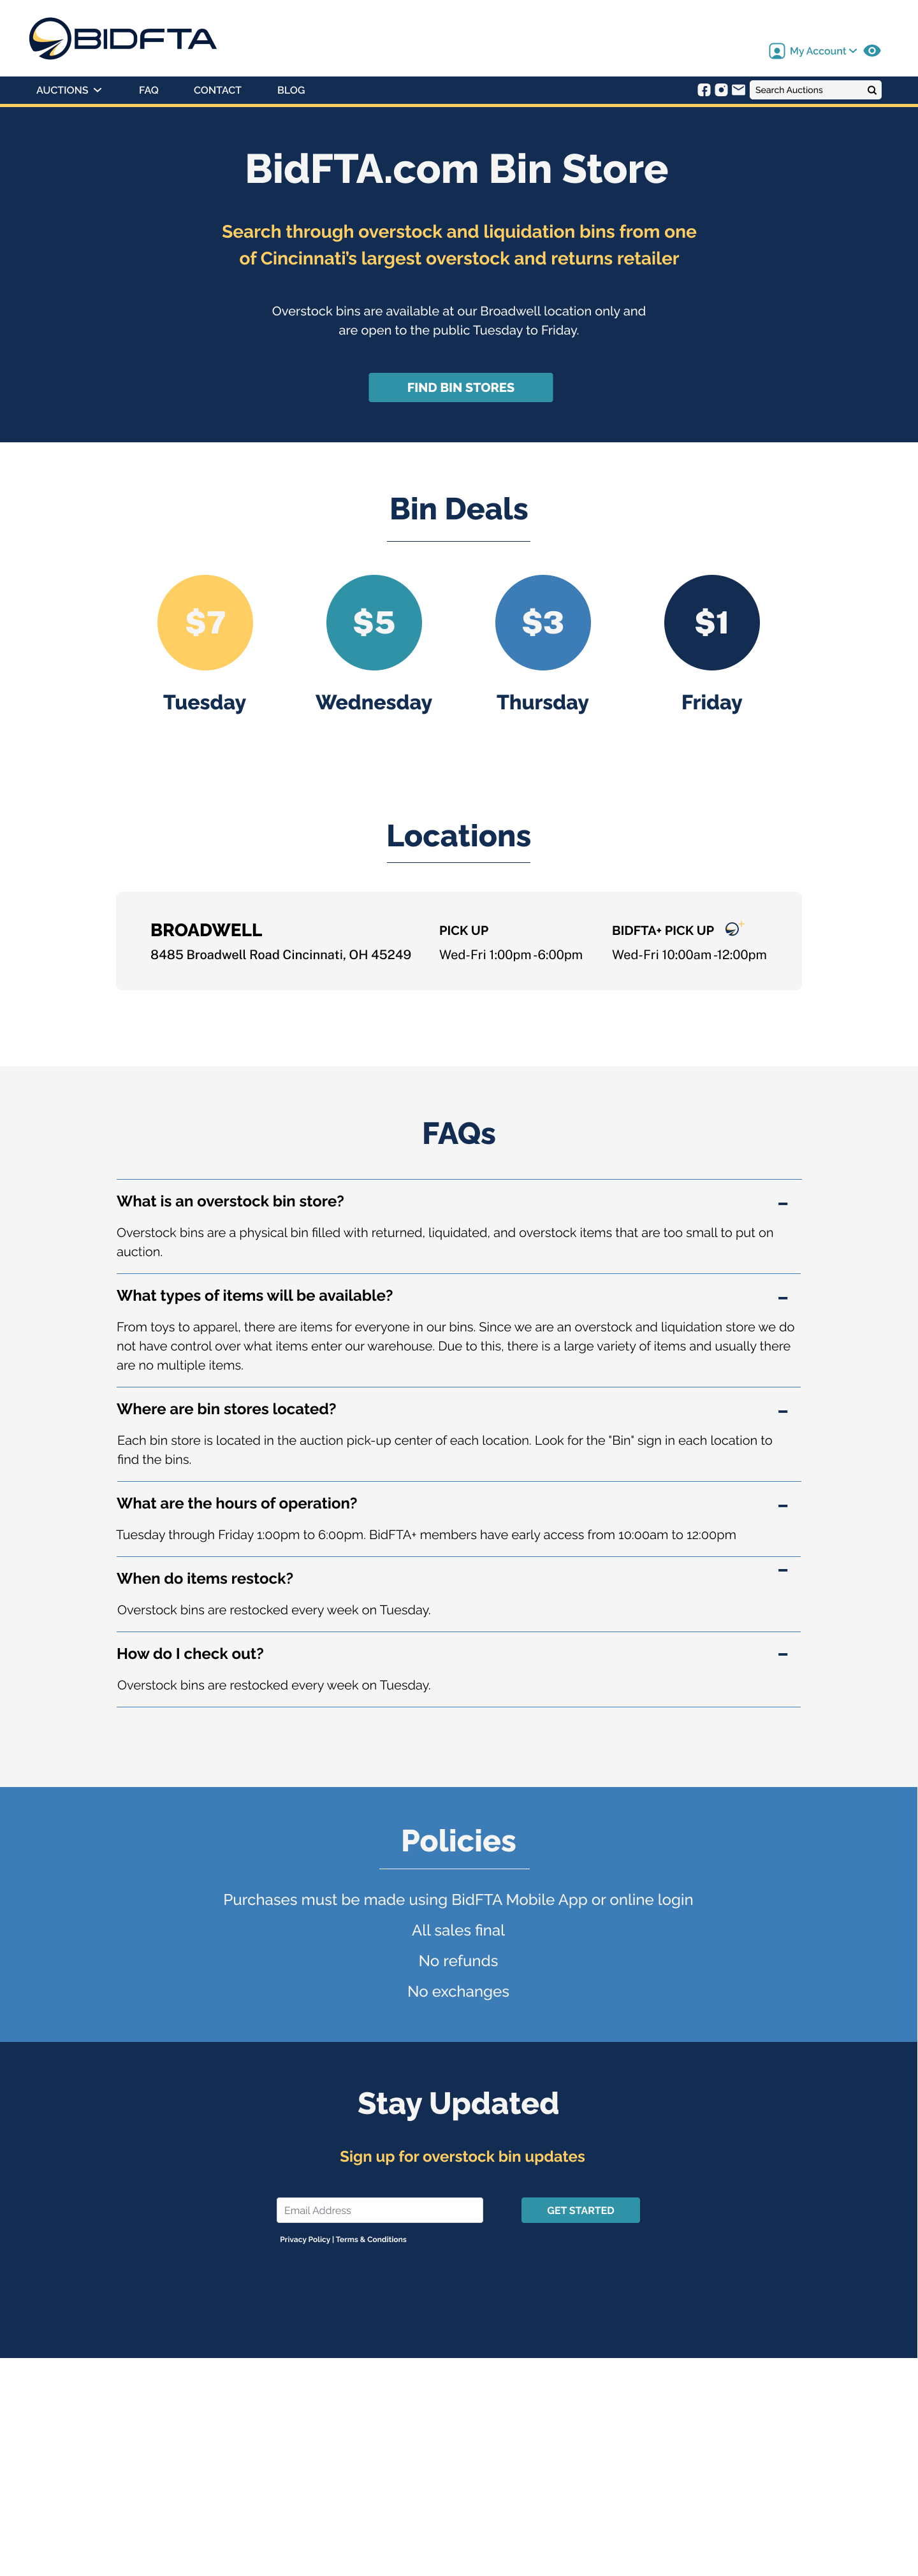 BIDFTA
My Account
AUCTIONS
FAQ
CONTACT
BLOG
Search Auctions
BidFTA.com Bin Store
Search through overstock and liquidation bins from one
of Cincinnati's largest overstock and returns retailer
Overstock bins are available at our Broadwell location only and
are open to the public Tuesday to Friday.
FIND BIN STORES
Bin Deals
$7
$5
$3
$1
Tuesday
Wednesday
Thursday
Friday
Locations
BROADWELL
PICK UP
BIDFTA+ PICK UP
8485 Broadwell Road Cincinnati, OH 45249
Wed-Fri 1:00pm-6:00pm
Wed-Fri 10:00am-12:00pm
FAQs
What is an overstock bin store?
Overstock bins are a physical bin filled with returned, liquidated, and overstock items that are too small to put on
auction.
What types of items will be available?
From toys to apparel, there are items for everyone in our bins. Since we are an overstock and liquidation store we do
not have control over what items enter our warehouse. Due to this, there is a large variety of items and usually there
are no multiple items.
Where are bin stores located?
Each bin store is located in the auction pick-up center of each location. Look for the "Bin" sign in each location to
find the bins.
What are the hours of operation?
Tuesday through Friday 1:00pm to 6:00pm. BidFTA+ members have early access from 10:00am to 12:00pm
When do items restock?
Overstock bins are restocked every week on Tuesday.
How do I check out?
Overstock bins are restocked every week on Tuesday.
Policies
Purchases must be made using BidFTA Mobile App or online login
All sales final
No refunds
No exchanges
Stay Updated
Sign up for overstock bin updates
Email Address
GET STARTED
Privacy Policy | Terms & Conditions